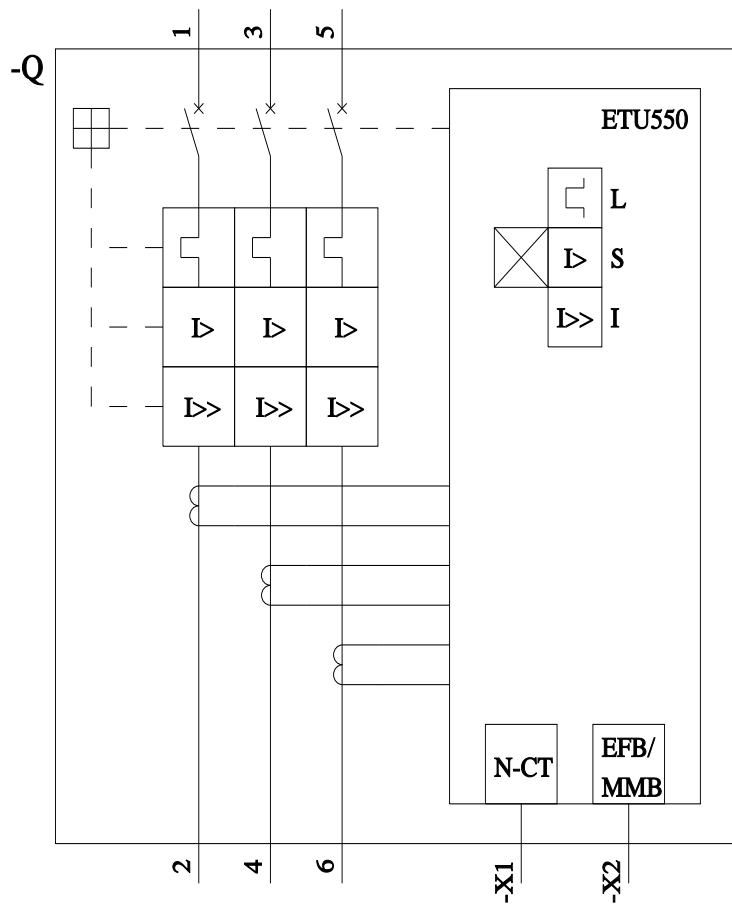 1 3 5
-Q
ETU550
L
I> S
I>> I
I> I> I>
I>> I>> I>>
N-CT
EFB/
MMB
2 4 6 -X1 -X2